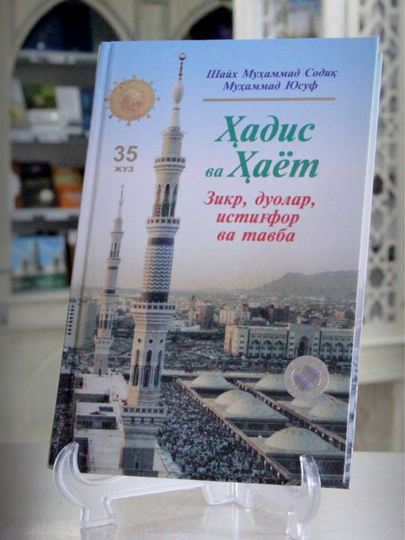 Шайх Муҳаммад Содиқ
Муҳаммад Юсуф
35
ЖУЗ
Ҳадис
ва Ҳаёт
Зикр, дуолар,
истиғфор
ва тавба